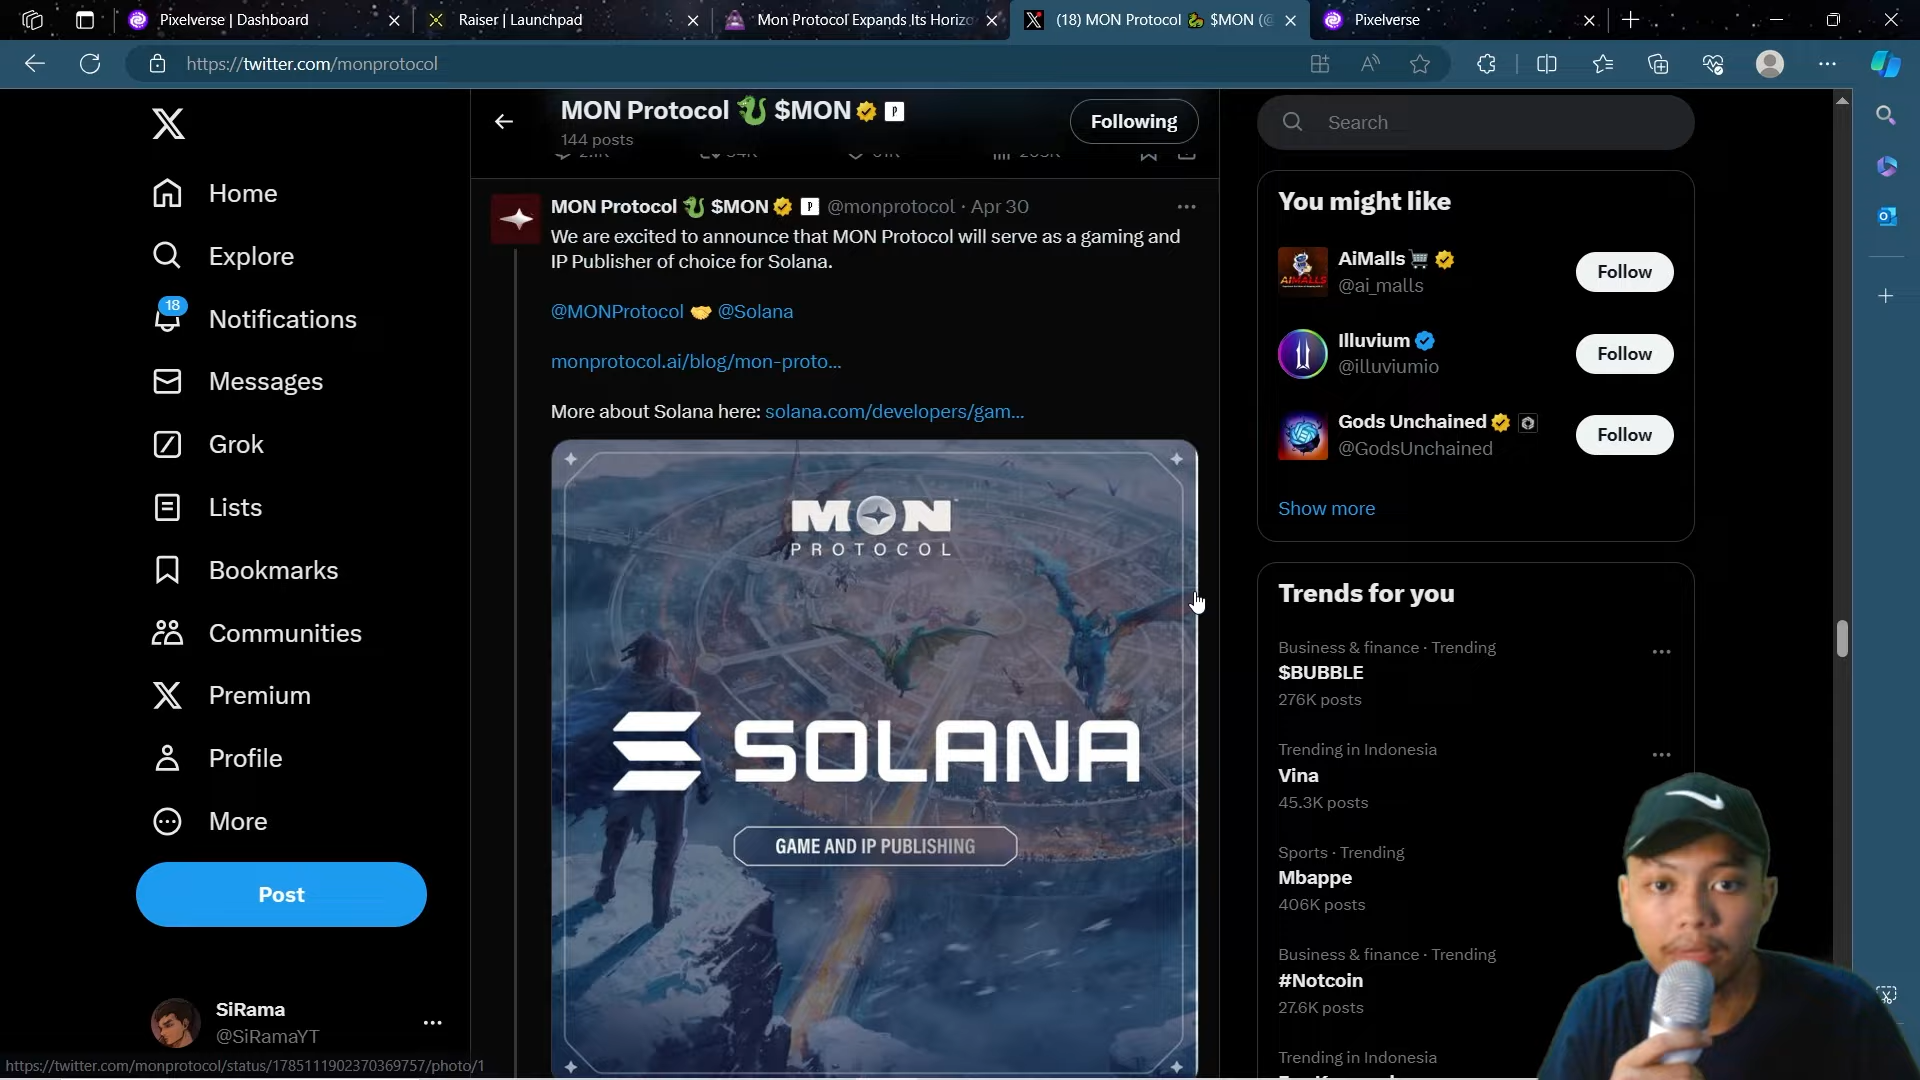 Pixelverse | Dashboard
Raiser | Launchpad
Mon Protocol Expands Its Horizo
(18) MON Protocol 🐉 $MON (@
Pixelverse
https://twitter.com/monprotocol
MON Protocol 🐉 $MON
144 posts
Following
Search
Home
Explore
18
Notifications
Messages
Grok
Lists
Bookmarks
Communities
Premium
Profile
More
Post
SiRama
@SiRamaYT
MON Protocol 🐉 $MON @monprotocol · Apr 30
We are excited to announce that MON Protocol will serve as a gaming and
IP Publisher of choice for Solana.
@MONProtocol 🤝 @Solana
monprotocol.ai/blog/mon-proto...
More about Solana here: solana.com/developers/gam...
MON
PROTOCOL
SOLANA
GAME AND IP PUBLISHING
You might like
AiMalls
@ai_malls
Follow
Illuvium
@illuviumio
Follow
Gods Unchained
@GodsUnchained
Follow
Show more
Trends for you
Business & finance · Trending
$BUBBLE
276K posts
Trending in Indonesia
Vina
45.3K posts
Sports · Trending
Mbappe
406K posts
Business & finance · Trending
#Notcoin
27.6K posts
Trending in Indonesia
https://twitter.com/monprotocol/status/1785111902370369757/photo/1